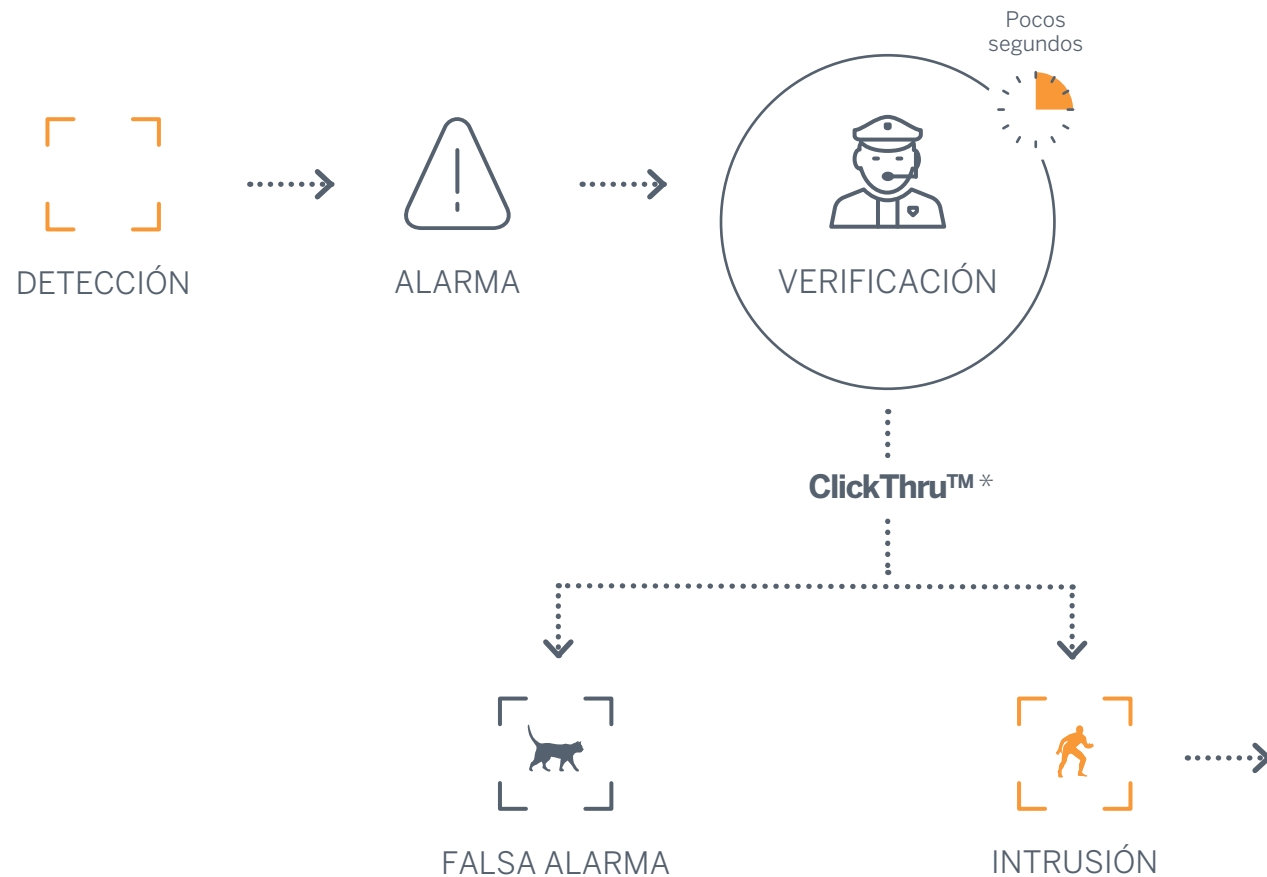 Pocos
segundos
DETECCIÓN
ALARMA
VERIFICACIÓN
ClickThru™ *
FALSA ALARMA
INTRUSIÓN